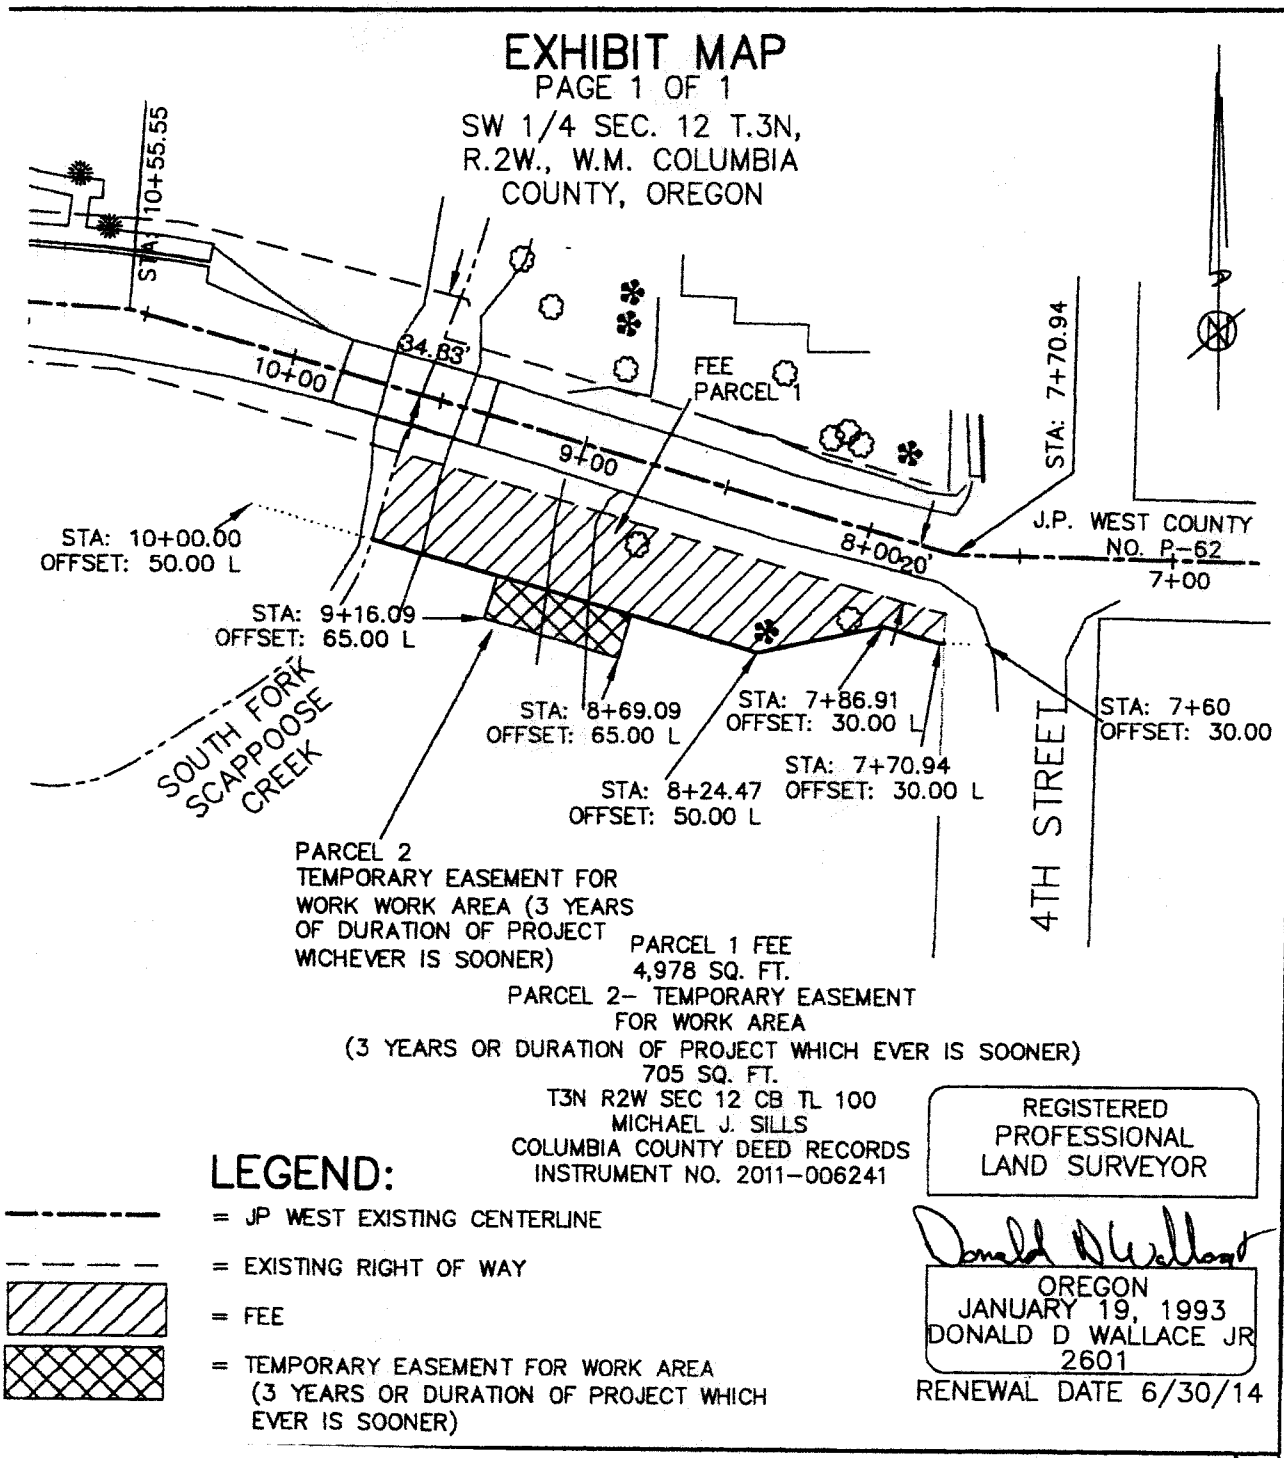 EXHIBIT MAP
PAGE 1 OF 1
SW 1/4 SEC. 12 T.3N,
R.2W., W.M. COLUMBIA
COUNTY, OREGON
STA: 10+55.55
34.83'
10+00
FEE
PARCEL 1
9+00
STA: 7+70.94
8+00
20'
J.P. WEST COUNTY
NO. P-62
7+00
N
STA: 10+00.00
OFFSET: 50.00 L
STA: 9+16.09
OFFSET: 65.00 L
SOUTH FORK
SCAPPOOSE
CREEK
STA: 8+69.09
OFFSET: 65.00 L
STA: 7+86.91
OFFSET: 30.00 L
STA: 7+60
OFFSET: 30.00
STA: 8+24.47
OFFSET: 50.00 L
STA: 7+70.94
OFFSET: 30.00 L
4TH STREET
PARCEL 2
TEMPORARY EASEMENT FOR
WORK WORK AREA (3 YEARS
OF DURATION OF PROJECT
WICHEVER IS SOONER)
PARCEL 1 FEE
4,978 SQ. FT.
PARCEL 2- TEMPORARY EASEMENT
FOR WORK AREA
(3 YEARS OR DURATION OF PROJECT WHICH EVER IS SOONER)
705 SQ. FT.
T3N R2W SEC 12 CB TL 100
MICHAEL J. SILLS
COLUMBIA COUNTY DEED RECORDS
INSTRUMENT NO. 2011-006241
LEGEND:
= JP WEST EXISTING CENTERLINE
= EXISTING RIGHT OF WAY
= FEE
= TEMPORARY EASEMENT FOR WORK AREA
(3 YEARS OR DURATION OF PROJECT WHICH
EVER IS SOONER)
REGISTERED
PROFESSIONAL
LAND SURVEYOR
Donald D Wallace Jr
OREGON
JANUARY 19, 1993
DONALD D WALLACE JR
2601
RENEWAL DATE 6/30/14